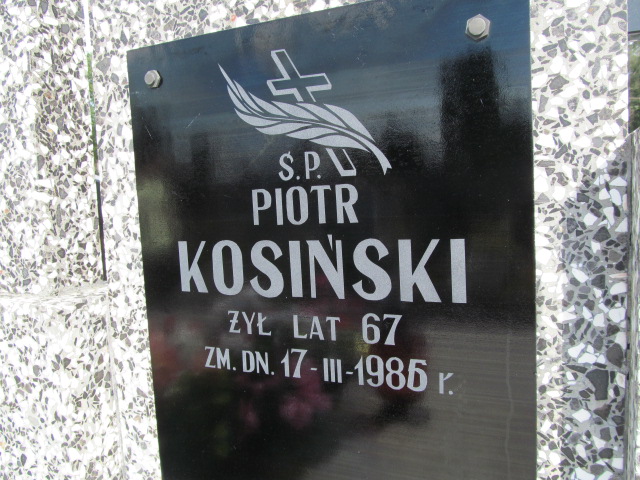 Ś.P.
PIOTR
KOSIŃSKI
ŻYŁ LAT 67
ZM. DN. 17-III-1985 r.